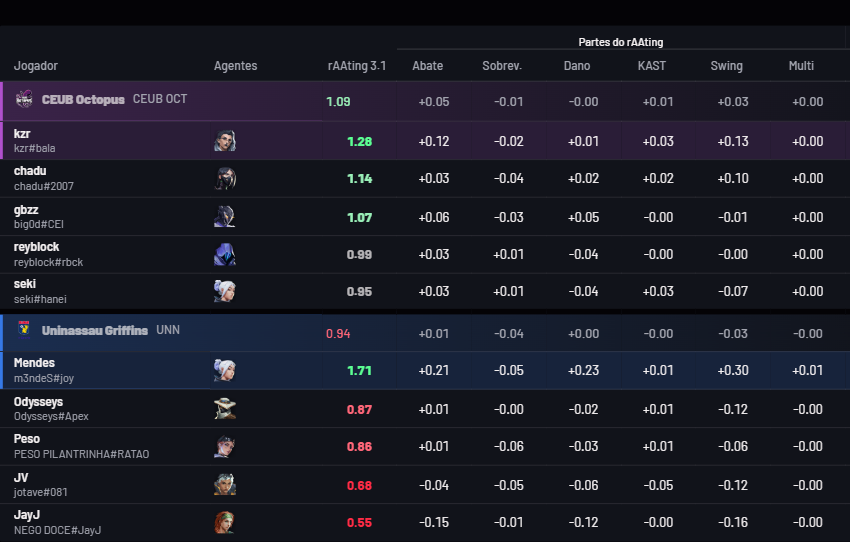 Partes do rAAting
Jogador Agentes rAAting 3.1 Abate Sobrev. Dano KAST Swing Multi
CEUB Octopus CEUB OCT 1.09 +0.05 -0.01 -0.00 +0.01 +0.03 +0.00
kzr
kzr#bala
1.28 +0.12 -0.02 +0.01 +0.03 +0.13 +0.00
chadu
chadu#2007
1.14 +0.03 -0.04 +0.02 +0.02 +0.10 +0.00
gbzz
big0d#CEI
1.07 +0.06 -0.03 +0.05 -0.00 -0.01 +0.00
reyblock
reyblock#rbck
0.99 +0.03 +0.01 -0.04 -0.00 -0.00 +0.00
seki
seki#hanei
0.95 +0.03 +0.01 -0.04 +0.03 -0.07 +0.00
Uninassau Griffins UNN 0.94 +0.01 -0.04 +0.00 -0.00 -0.03 -0.00
Mendes
m3ndeS#joy
1.71 +0.21 -0.05 +0.23 +0.01 +0.30 +0.01
Odysseys
Odysseys#Apex
0.87 +0.01 -0.00 -0.02 +0.01 -0.12 -0.00
Peso
PESO PILANTRINHA#RATAO
0.86 +0.01 -0.06 -0.03 +0.01 -0.06 -0.00
JV
jotave#081
0.68 -0.04 -0.05 -0.06 -0.05 -0.12 -0.00
JayJ
NEGO DOCE#JayJ
0.55 -0.15 -0.01 -0.12 -0.00 -0.16 -0.00